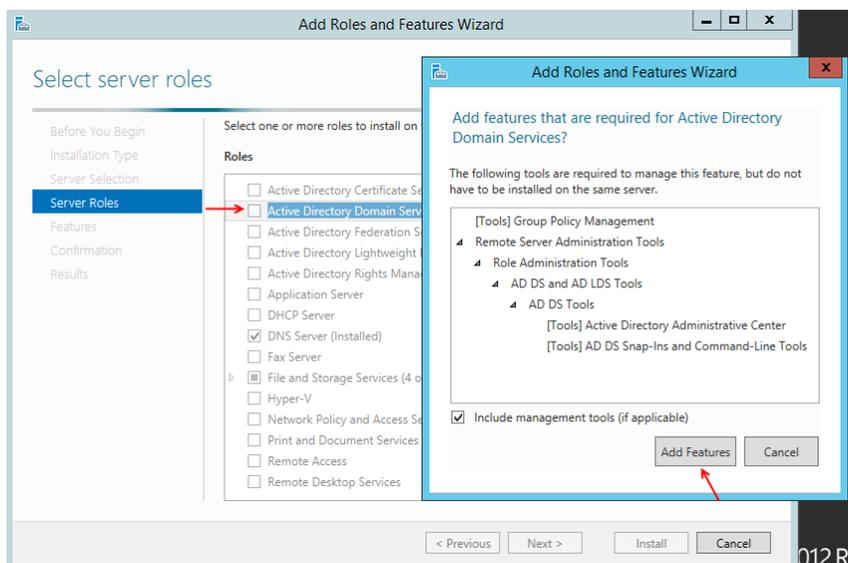 Add Roles and Features Wizard
Select server roles
Before You Begin
Installation Type
Server Selection
Server Roles
Features
Confirmation
Results
Select one or more roles to install on
Roles
Active Directory Certificate Se
Active Directory Domain Serv
Active Directory Federation S
Active Directory Lightweight
Active Directory Rights Mana
Application Server
DHCP Server
DNS Server (Installed)
Fax Server
File and Storage Services (4 o
Hyper-V
Network Policy and Access Se
Print and Document Services
Remote Access
Remote Desktop Services
< Previous
Next >
Install
Cancel
Add Roles and Features Wizard
Add features that are required for Active Directory
Domain Services?
The following tools are required to manage this feature, but do not
have to be installed on the same server.
[Tools] Group Policy Management
Remote Server Administration Tools
Role Administration Tools
AD DS and AD LDS Tools
AD DS Tools
[Tools] Active Directory Administrative Center
[Tools] AD DS Snap-Ins and Command-Line Tools
Include management tools (if applicable)
Add Features
Cancel
012 R